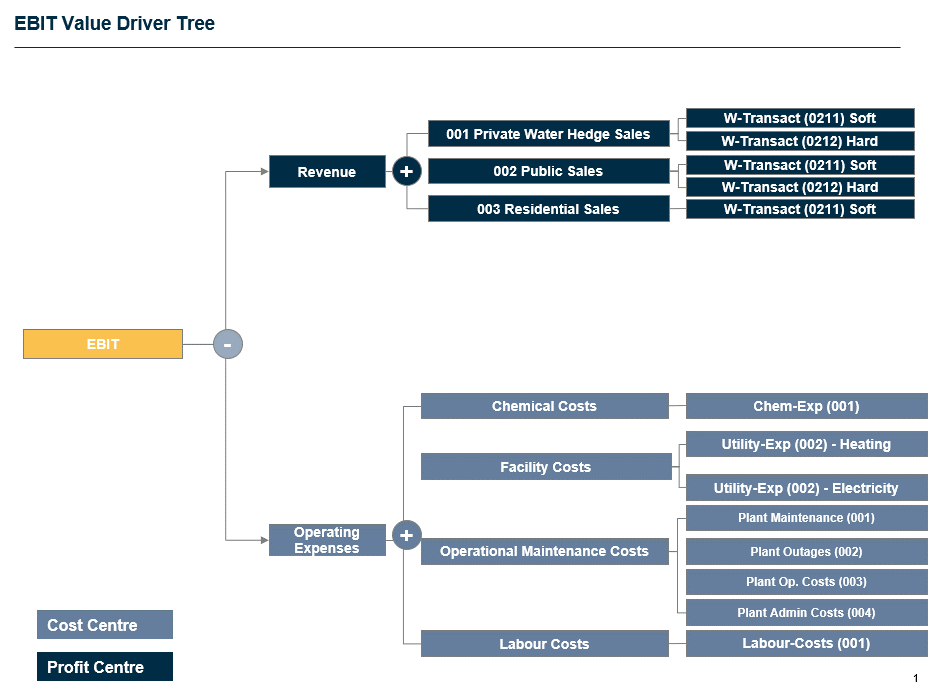 EBIT Value Driver Tree
W-Transact (0211) Soft
001 Private Water Hedge Sales
W-Transact (0212) Hard
W-Transact (0211) Soft
Revenue
+
002 Public Sales
W-Transact (0212) Hard
003 Residential Sales
W-Transact (0211) Soft
EBIT
-
Chemical Costs
Chem-Exp (001)
Utility-Exp (002) - Heating
Facility Costs
Utility-Exp (002) - Electricity
Plant Maintenance (001)
Operating
Expenses
+
Operational Maintenance Costs
Plant Outages (002)
Plant Op. Costs (003)
Plant Admin Costs (004)
Labour Costs
Labour-Costs (001)
Cost Centre
Profit Centre
1